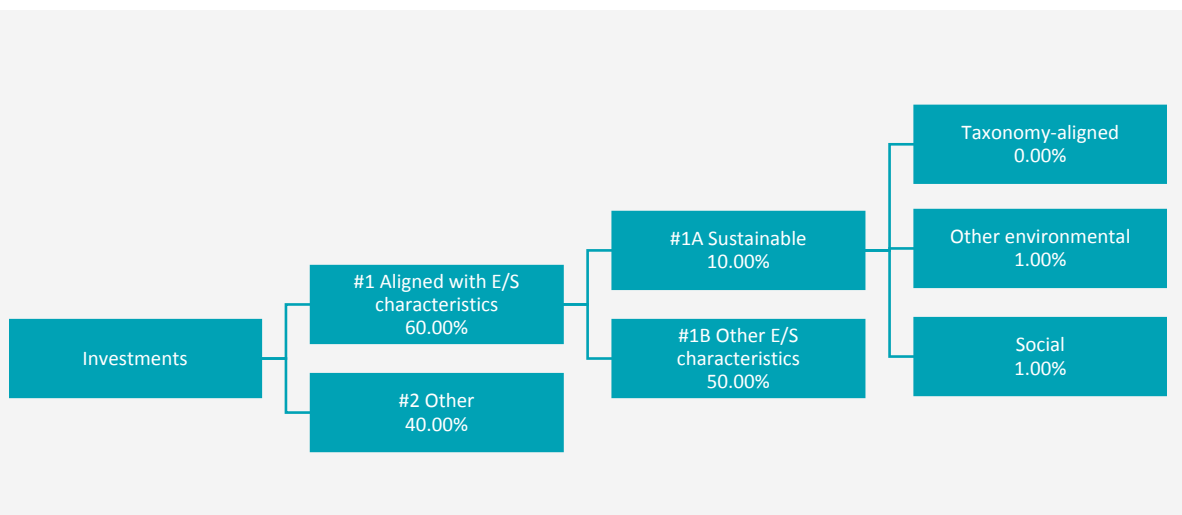 Investments
#1 Aligned with E/S
characteristics
60.00%
#2 Other
40.00%
#1A Sustainable
10.00%
#1B Other E/S
characteristics
50.00%
Taxonomy-aligned
0.00%
Other environmental
1.00%
Social
1.00%